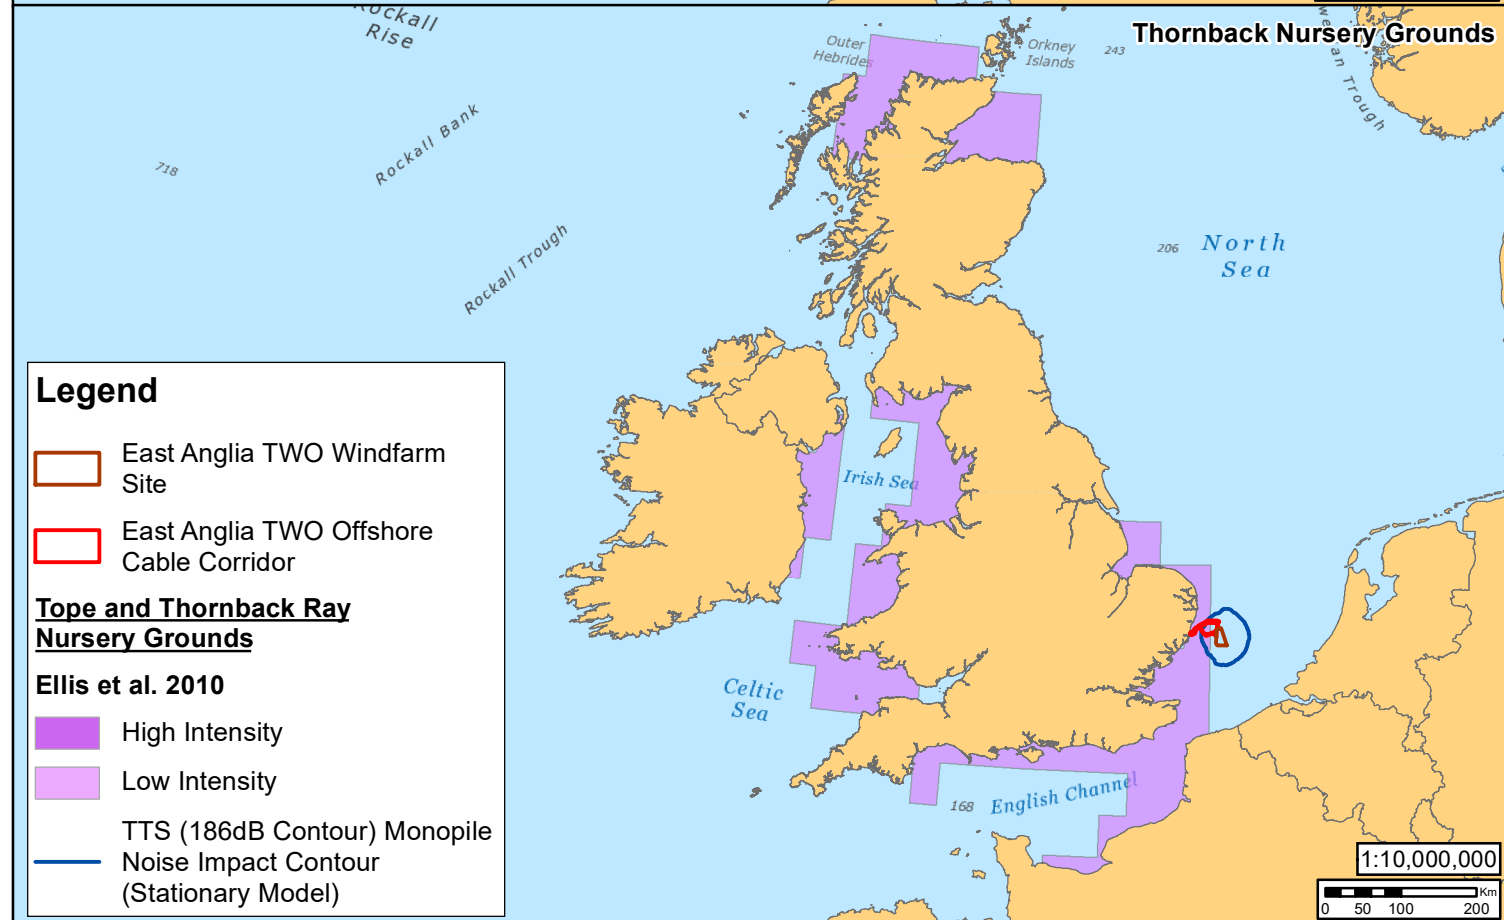 Rockall
Rise
Outer
Hebrides
Orkney
Islands
243
Thornback Nursery Grounds
Trough
Rockall Bank
718
Rockall Trough
206
North
Sea
Irish Sea
Celtic
Sea
168
English Channel
Legend
East Anglia TWO Windfarm
Site
East Anglia TWO Offshore
Cable Corridor
Tope and Thornback Ray
Nursery Grounds
Ellis et al. 2010
High Intensity
Low Intensity
TTS (186dB Contour) Monopile
Noise Impact Contour
(Stationary Model)
1:10,000,000
Km
0 50 100 200